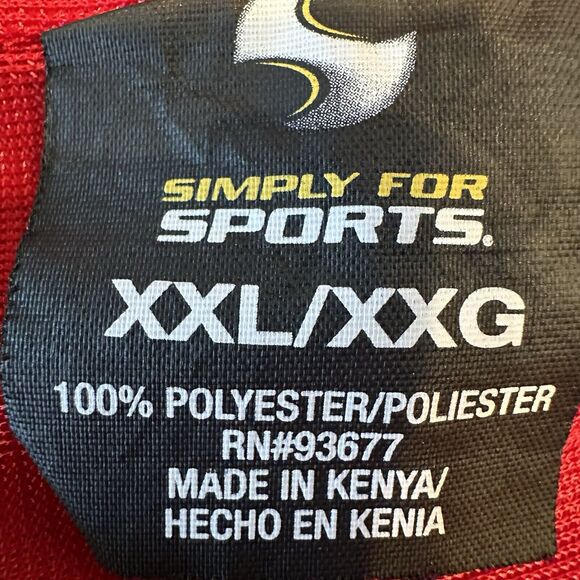 SIMPLY FOR
SPORTS.
XXL/XXG
100% POLYESTER/POLIESTER
RN#93677
MADE IN KENYA/
HECHO EN KENIA